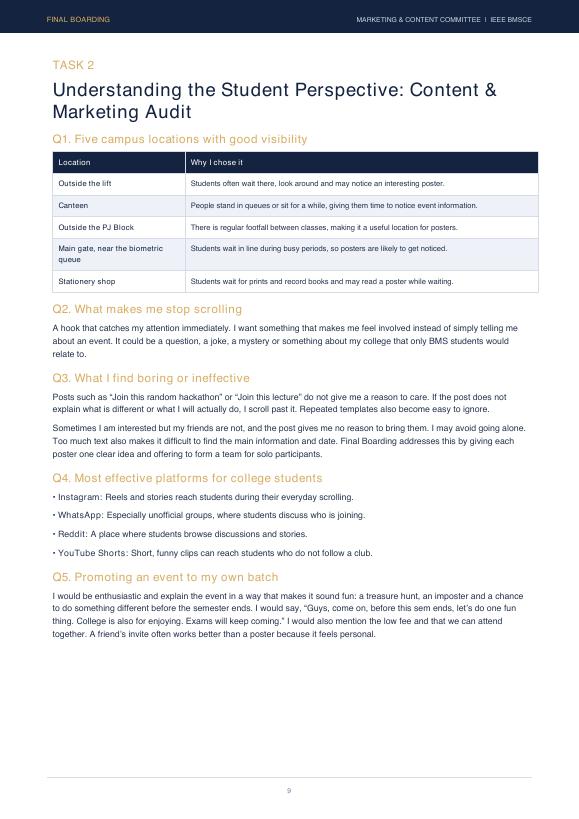 FINAL BOARDING
MARKETING & CONTENT COMMITTEE | IEEE BMSCE
TASK 2
Understanding the Student Perspective: Content &
Marketing Audit
Q1. Five campus locations with good visibility
Location Why I chose it
Outside the lift Students often wait there, look around and may notice an interesting poster.
Canteen People stand in queues or sit for a while, giving them time to notice event information.
Outside the PJ Block There is regular footfall between classes, making it a useful location for posters.
Main gate, near the biometric Students wait in line during busy periods, so posters are likely to get noticed.
queue
Stationery shop Students wait for prints and record books and may read a poster while waiting.
Q2. What makes me stop scrolling
A hook that catches my attention immediately. I want something that makes me feel involved instead of simply telling me
about an event. It could be a question, a joke, a mystery or something about my college that only BMS students would
relate to.
Q3. What I find boring or ineffective
Posts such as “Join this random hackathon” or “Join this lecture” do not give me a reason to care. If the post does not
explain what is different or what I will actually do, I scroll past it. Repeated templates also become easy to ignore.
Sometimes I am interested but my friends are not, and the post gives me no reason to bring them. I may avoid going alone.
Too much text also makes it difficult to find the main information and date. Final Boarding addresses this by giving each
poster one clear idea and offering to form a team for solo participants.
Q4. Most effective platforms for college students
• Instagram: Reels and stories reach students during their everyday scrolling.
• WhatsApp: Especially unofficial groups, where students discuss who is joining.
• Reddit: A place where students browse discussions and stories.
• YouTube Shorts: Short, funny clips can reach students who do not follow a club.
Q5. Promoting an event to my own batch
I would be enthusiastic and explain the event in a way that makes it sound fun: a treasure hunt, an imposter and a chance
to do something different before the semester ends. I would say, “Guys, come on, before this sem ends, let’s do one fun
thing. College is also for enjoying. Exams will keep coming.” I would also mention the low fee and that we can attend
together. A friend’s invite often works better than a poster because it feels personal.
9